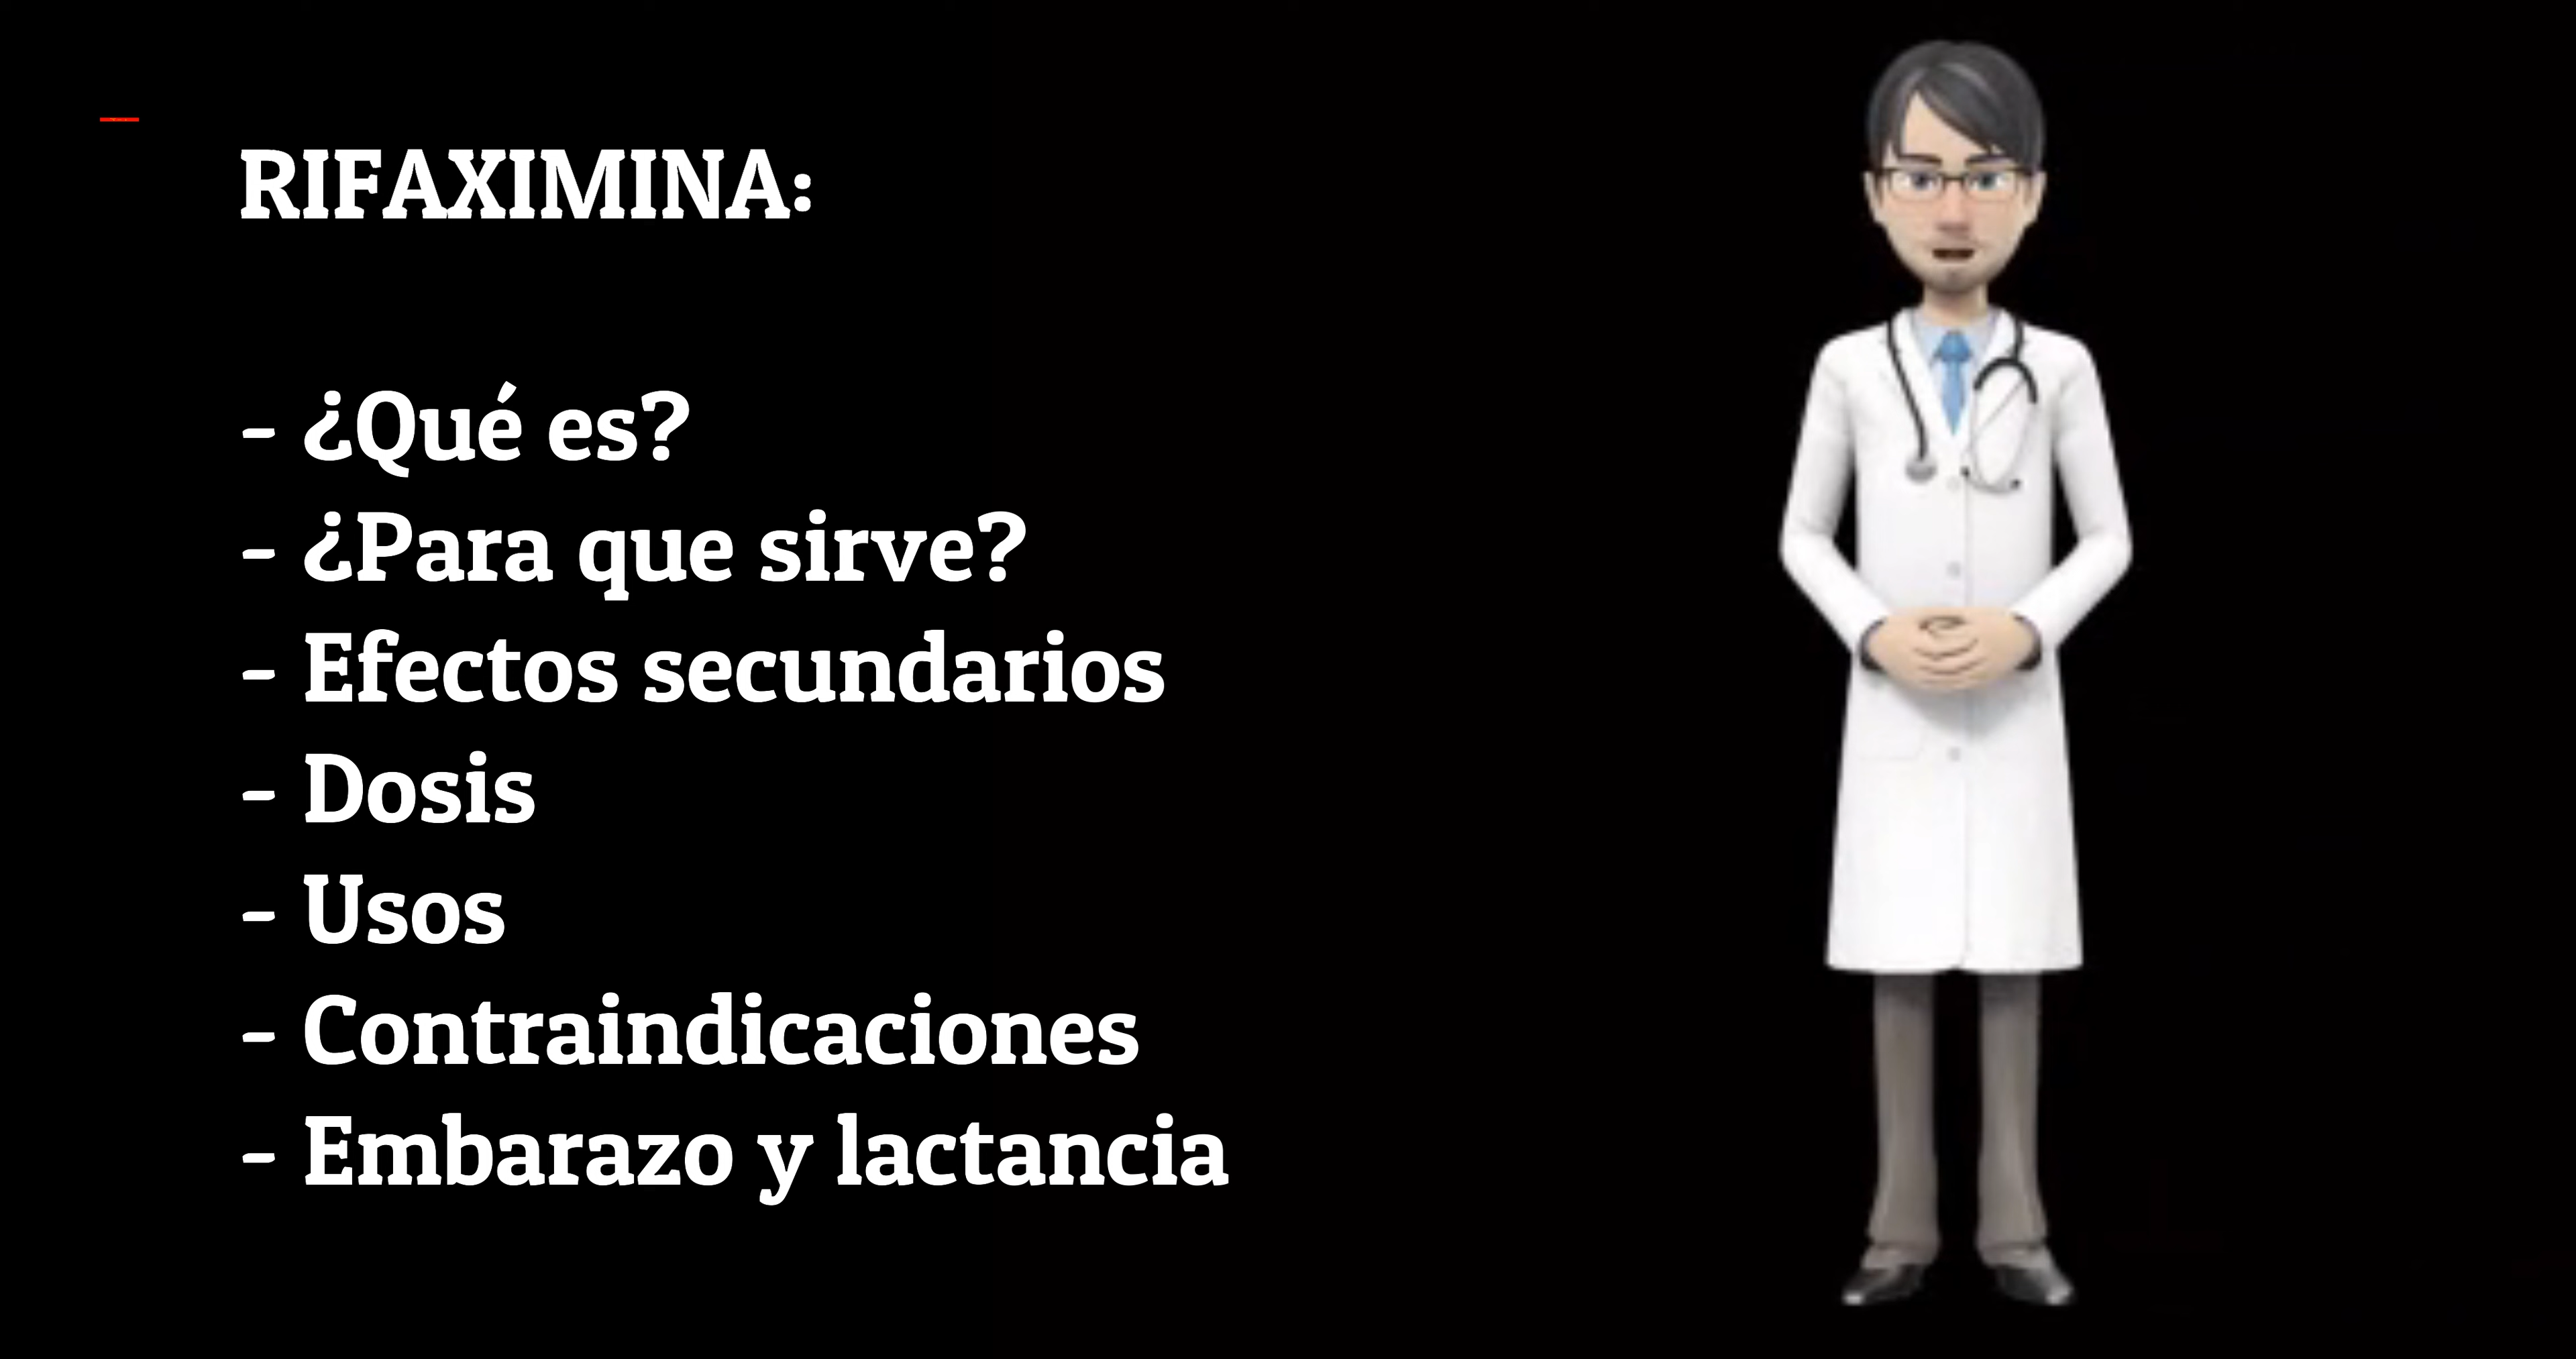 RIFAXIMINA:
- ¿Qué es?
- ¿Para que sirve?
- Efectos secundarios
- Dosis
- Usos
- Contraindicaciones
- Embarazo y lactancia